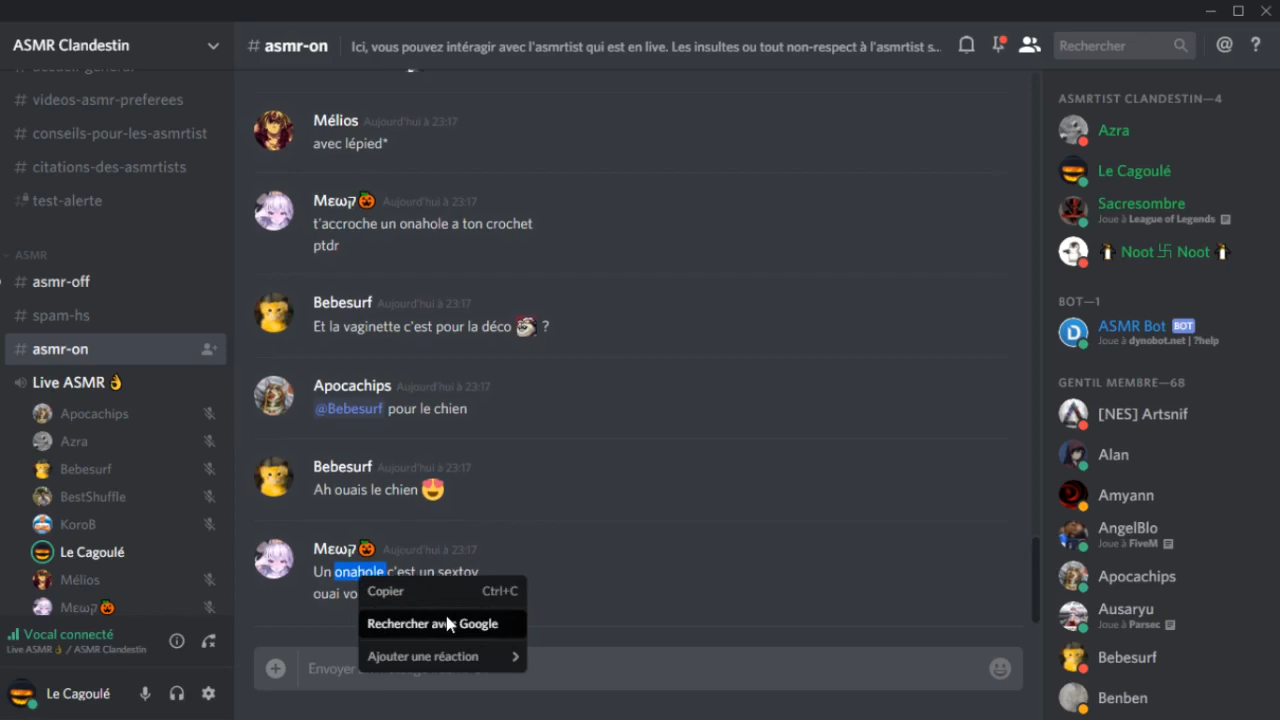 ASMR Clandestin
# accueil-general
# videos-asmr-preferees
# conseils-pour-les-asmrtist
# citations-des-asmrtists
# test-alerte
ASMR
# asmr-off
# spam-hs
# asmr-on
Live ASMR 👌
Apocachips
Azra
Bebesurf
BestShuffle
KoroB
Le Cagoulé
Mélios
Μεωק🎃
Vocal connecté
Live ASMR 👌 / ASMR Clandestin
Le Cagoulé
# asmr-on
Ici, vous pouvez intéragir avec l'asmrtist qui est en live. Les insultes ou tout non-respect à l'asmrtist s...
Rechercher
Mélios Aujourd'hui à 23:17
avec lépied*
Μεωק🎃 Aujourd'hui à 23:17
t'accroche un onahole a ton crochet
ptdr
Bebesurf Aujourd'hui à 23:17
Et la vaginette c'est pour la déco ?
Apocachips Aujourd'hui à 23:17
@Bebesurf pour le chien
Bebesurf Aujourd'hui à 23:17
Ah ouais le chien 😍
Μεωק🎃 Aujourd'hui à 23:17
Un onahole c'est un sextoy
ouai vo
Copier Ctrl+C
Rechercher avec Google
Ajouter une réaction
Envoyer
ASMRTIST CLANDESTIN—4
Azra
Le Cagoulé
Sacresombre
Joue à League of Legends
🐧 Noot 卐 Noot 🐧
BOT—1
ASMR Bot BOT
Joue à dynobot.net | ?help
GENTIL MEMBRE—68
[NES] Artsnif
Alan
Amyann
AngelBlo
Joue à FiveM
Apocachips
Ausaryu
Joue à Parsec
Bebesurf
Benben